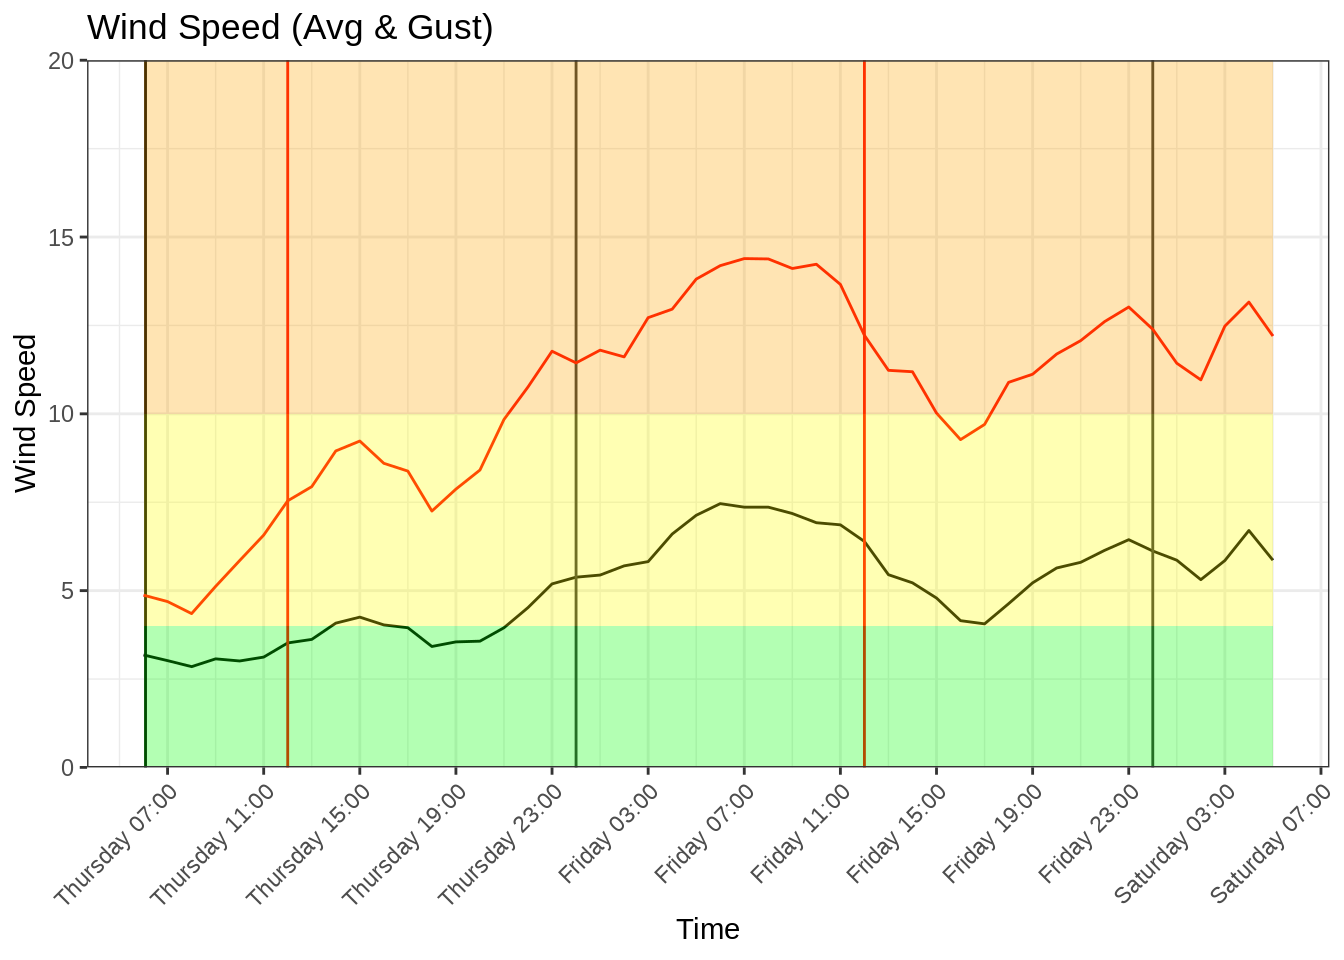 Wind Speed (Avg & Gust)
20
15
10
5
0
Wind Speed
Thursday 07:00
Thursday 11:00
Thursday 15:00
Thursday 19:00
Thursday 23:00
Friday 03:00
Friday 07:00
Friday 11:00
Friday 15:00
Friday 19:00
Friday 23:00
Saturday 03:00
Saturday 07:00
Time